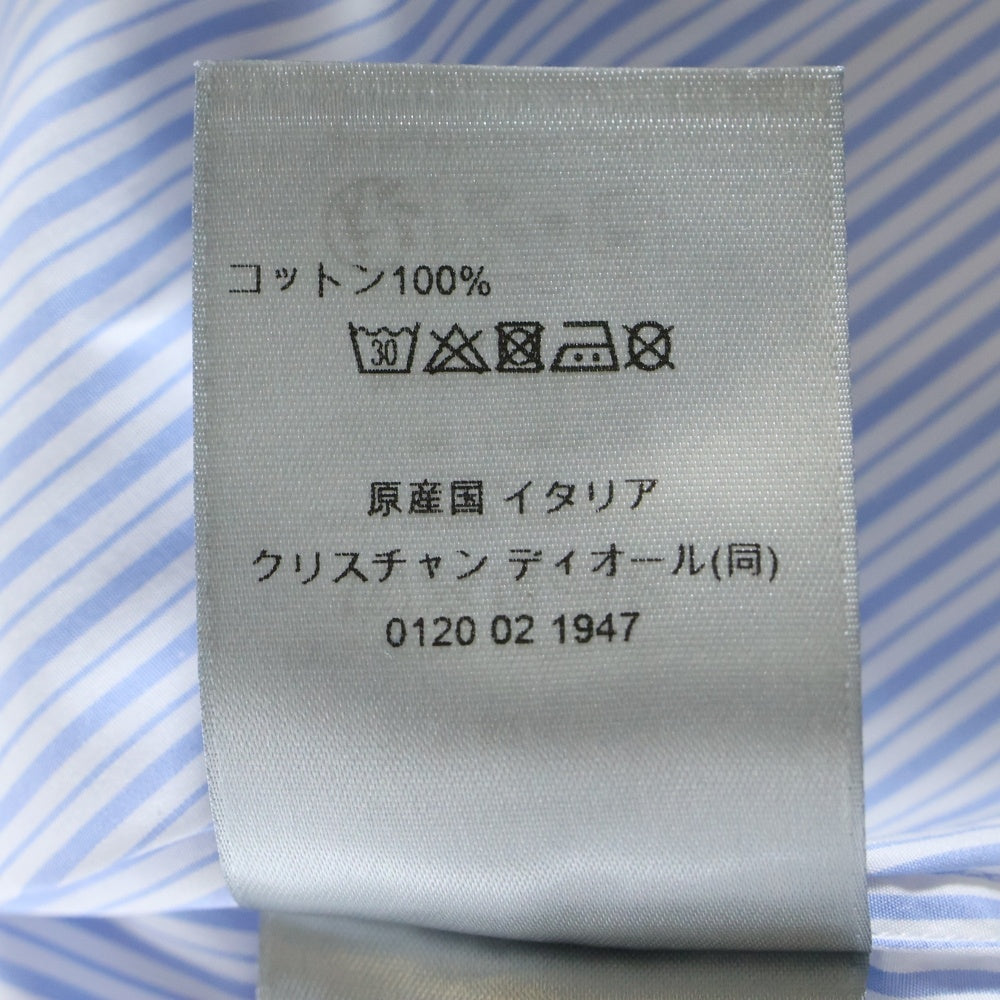 コットン100%
30
原産国 イタリア
クリスチャン ディオール(同)
0120 02 1947